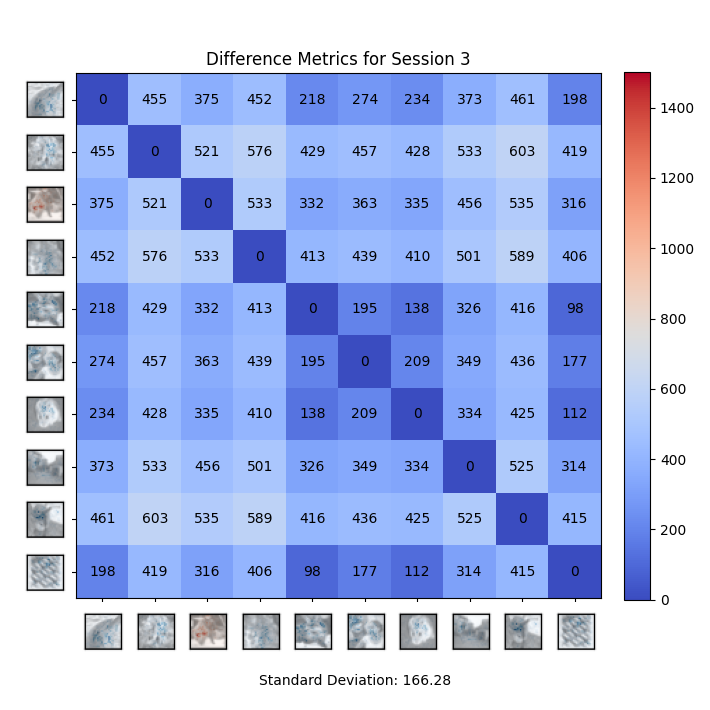 Difference Metrics for Session 3
0 455 375 452 218 274 234 373 461 198
455 0 521 576 429 457 428 533 603 419
375 521 0 533 332 363 335 456 535 316
452 576 533 0 413 439 410 501 589 406
218 429 332 413 0 195 138 326 416 98
274 457 363 439 195 0 209 349 436 177
234 428 335 410 138 209 0 334 425 112
373 533 456 501 326 349 334 0 525 314
461 603 535 589 416 436 425 525 0 415
198 419 316 406 98 177 112 314 415 0
1400
1200
1000
800
600
400
200
0
Standard Deviation: 166.28